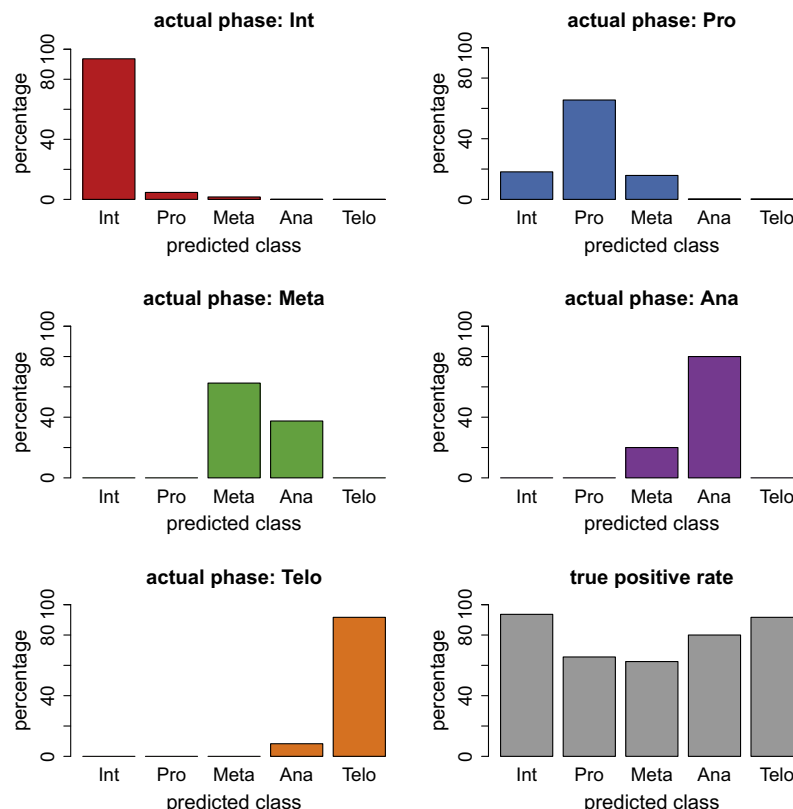 actual phase: Int
percentage
0 40 80 100
Int Pro Meta Ana Telo
predicted class
actual phase: Pro
percentage
0 40 80 100
Int Pro Meta Ana Telo
predicted class
actual phase: Meta
percentage
0 40 80 100
Int Pro Meta Ana Telo
predicted class
actual phase: Ana
percentage
0 40 80 100
Int Pro Meta Ana Telo
predicted class
actual phase: Telo
percentage
0 40 80 100
Int Pro Meta Ana Telo
predicted class
true positive rate
percentage
0 40 80 100
Int Pro Meta Ana Telo
predicted class